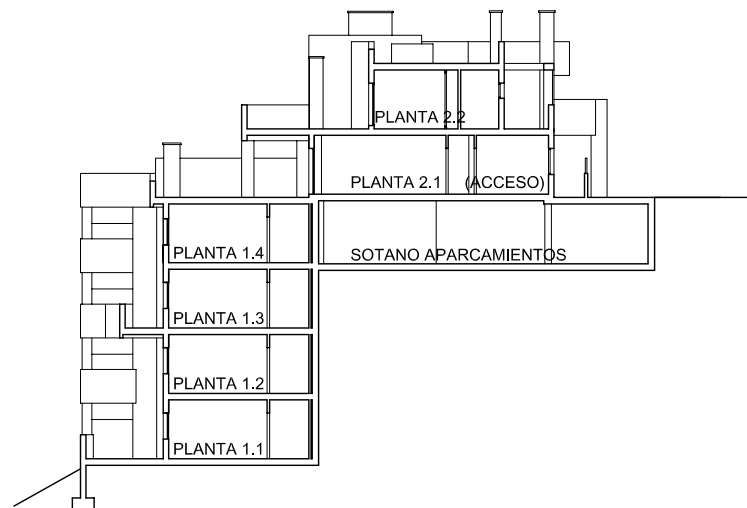 PLANTA 2.2
PLANTA 2.1 (ACCESO)
PLANTA 1.4
SOTANO APARCAMIENTOS
PLANTA 1.3
PLANTA 1.2
PLANTA 1.1